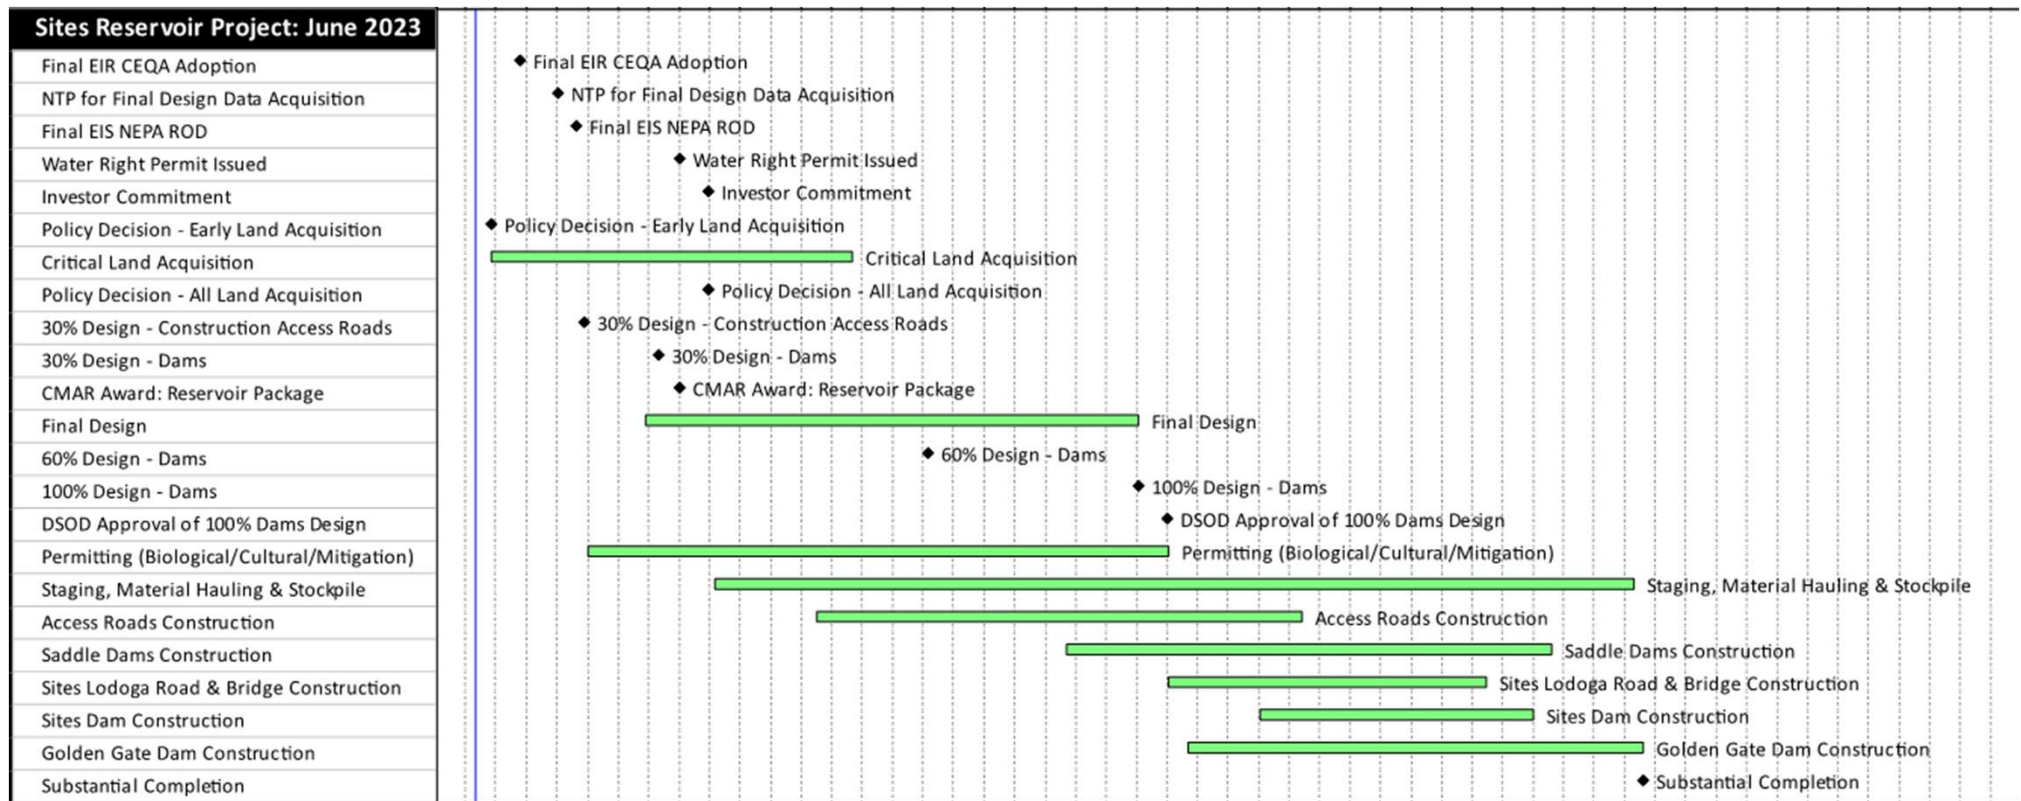 Sites Reservoir Project: June 2023
Final EIR CEQA Adoption
Final EIR CEQA Adoption
NTP for Final Design Data Acquisition
NTP for Final Design Data Acquisition
Final EIS NEPA ROD
Final EIS NEPA ROD
Water Right Permit Issued
Water Right Permit Issued
Investor Commitment
Investor Commitment
Policy Decision - Early Land Acquisition
Policy Decision - Early Land Acquisition
Critical Land Acquisition
Critical Land Acquisition
Policy Decision - All Land Acquisition
Policy Decision - All Land Acquisition
30% Design - Construction Access Roads
30% Design - Construction Access Roads
30% Design - Dams
30% Design - Dams
CMAR Award: Reservoir Package
CMAR Award: Reservoir Package
Final Design
Final Design
60% Design - Dams
60% Design - Dams
100% Design - Dams
100% Design - Dams
DSOD Approval of 100% Dams Design
DSOD Approval of 100% Dams Design
Permitting (Biological/Cultural/Mitigation)
Permitting (Biological/Cultural/Mitigation)
Staging, Material Hauling & Stockpile
Staging, Material Hauling & Stockpile
Access Roads Construction
Access Roads Construction
Saddle Dams Construction
Saddle Dams Construction
Sites Lodoga Road & Bridge Construction
Sites Lodoga Road & Bridge Construction
Sites Dam Construction
Sites Dam Construction
Golden Gate Dam Construction
Golden Gate Dam Construction
Substantial Completion
Substantial Completion